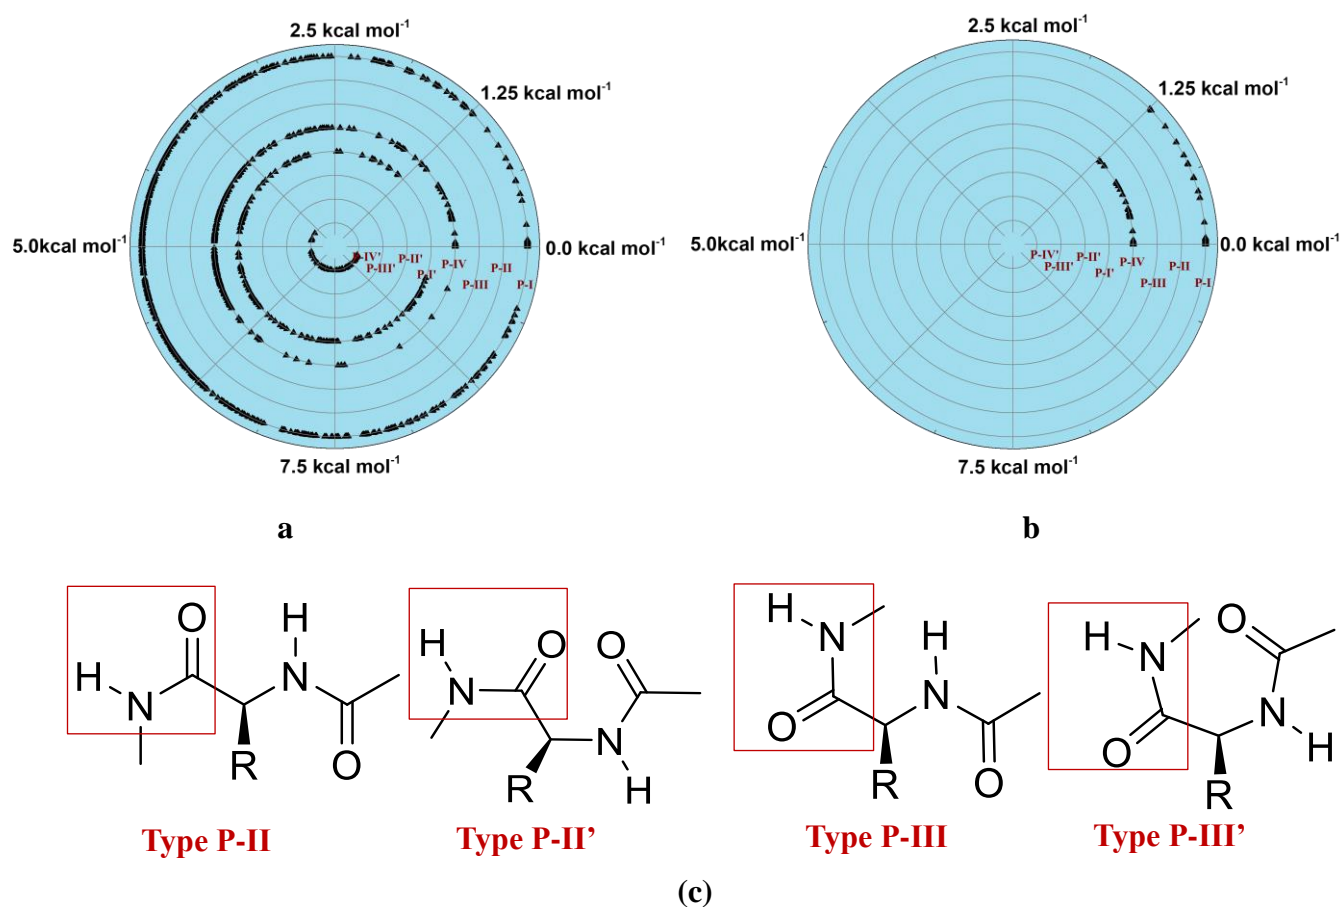 2.5 kcal mol⁻¹
1.25 kcal mol⁻¹
5.0kcal mol⁻¹
0.0 kcal mol⁻¹
P-IV'
P-III'
P-II'
P-I'
P-IV
P-III
P-II
P-I
7.5 kcal mol⁻¹
a
2.5 kcal mol⁻¹
1.25 kcal mol⁻¹
5.0kcal mol⁻¹
0.0 kcal mol⁻¹
P-IV'
P-III'
P-II'
P-I'
P-IV
P-III
P-II
P-I
7.5 kcal mol⁻¹
b
O
H
H
N
N
R
O
Type P-II
H
N
O
O
R
N
H
Type P-II’
H
N
O
H
N
R
O
Type P-III
H
N
O
O
N
H
R
Type P-III’
(c)